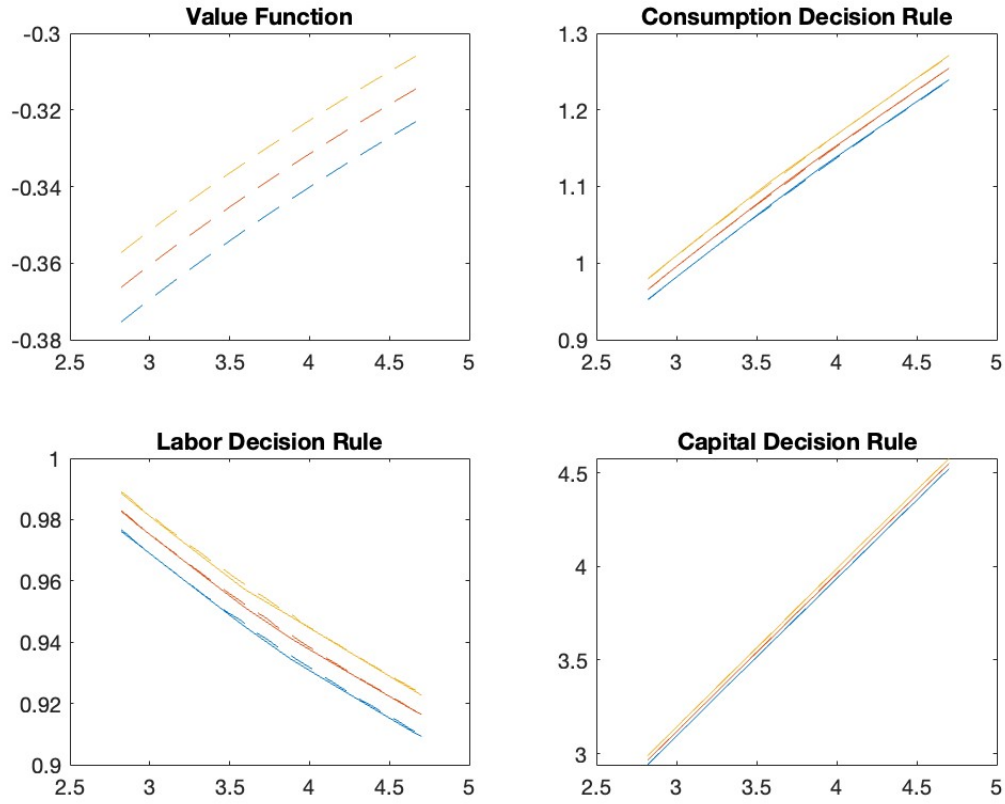 Value Function
-0.3
-0.32
-0.34
-0.36
-0.38
2.5 3 3.5 4 4.5 5
Consumption Decision Rule
1.3
1.2
1.1
1
0.9
2.5 3 3.5 4 4.5 5
Labor Decision Rule
1
0.98
0.96
0.94
0.92
0.9
2.5 3 3.5 4 4.5 5
Capital Decision Rule
4.5
4
3.5
3
2.5 3 3.5 4 4.5 5